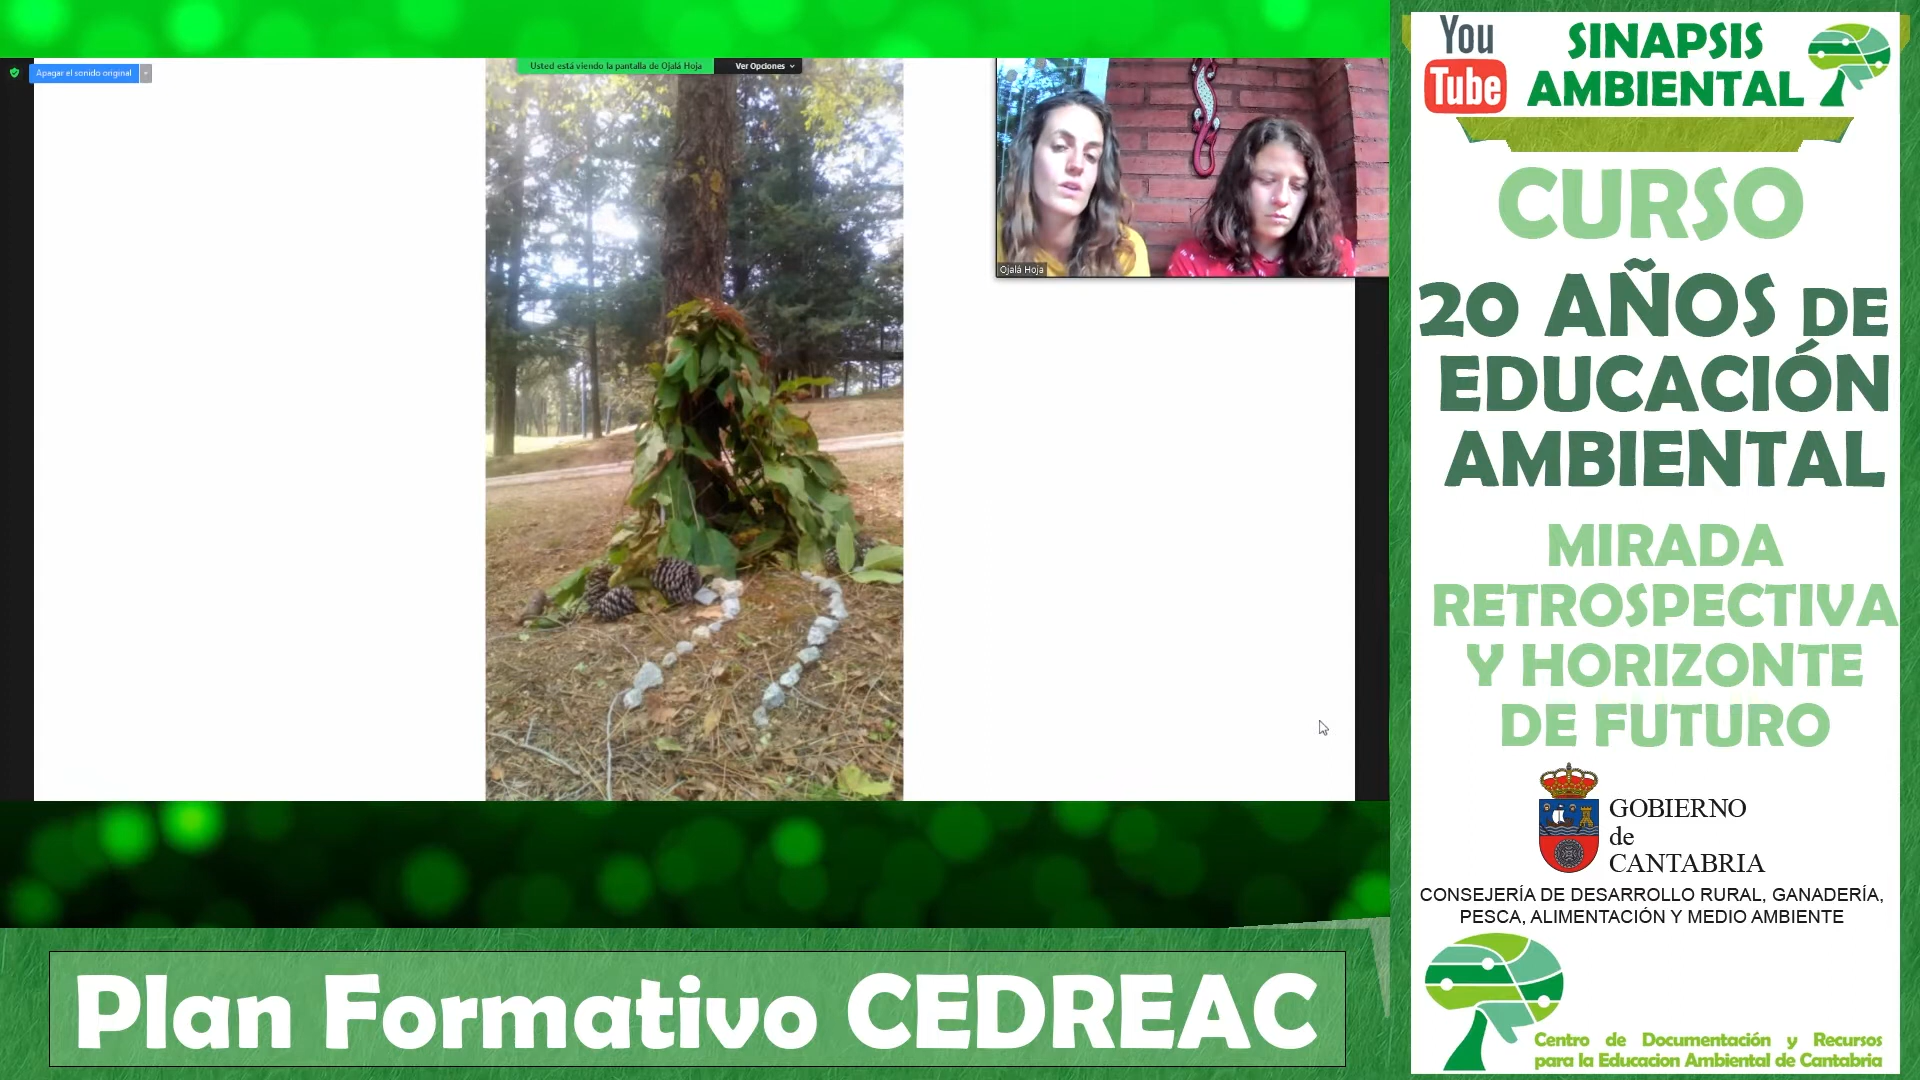 Apagar el sonido original
Usted está viendo la pantalla de Ojalá Hoja
Ver Opciones
Ojalá Hoja
You
Tube
SINAPSIS
AMBIENTAL
CURSO
20 AÑOS DE
EDUCACIÓN
AMBIENTAL
MIRADA
RETROSPECTIVA
Y HORIZONTE
DE FUTURO
GOBIERNO
de
CANTABRIA
CONSEJERÍA DE DESARROLLO RURAL, GANADERÍA,
PESCA, ALIMENTACIÓN Y MEDIO AMBIENTE
Centro de Documentación y Recursos
para la Educacion Ambiental de Cantabria
Plan Formativo CEDREAC